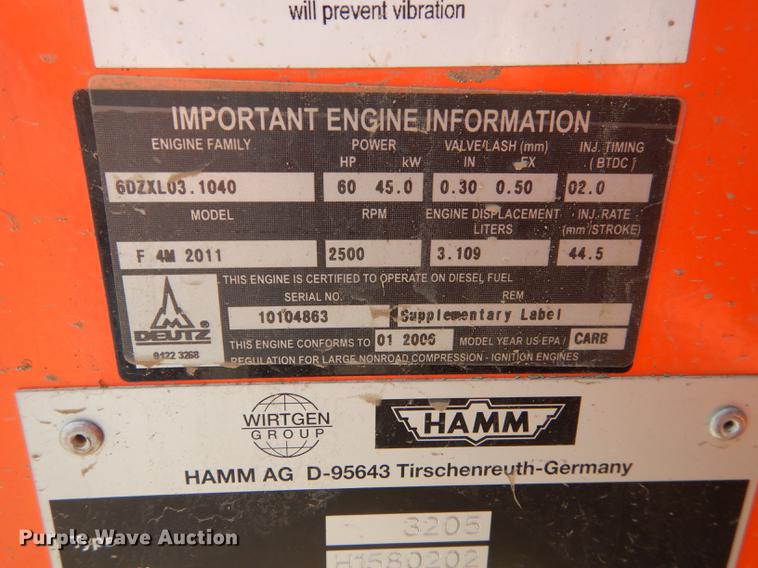 will prevent vibration
IMPORTANT ENGINE INFORMATION
ENGINE FAMILY POWER VALVE LASH (mm) INJ. TIMING
HP kW IN EX (BTDC)
6DZXL03.1040 60 45.0 0.30 0.50 02.0
MODEL RPM ENGINE DISPLACEMENT INJ. RATE
LITERS (mm³/STROKE)
F 4M 2011 2500 3.109 44.5
THIS ENGINE IS CERTIFIED TO OPERATE ON DIESEL FUEL
SERIAL NO. REM
10104863 Supplementary Label
DEUTZ
THIS ENGINE CONFORMS TO 01 2006 MODEL YEAR US EPA / CARB
0422 3268 REGULATION FOR LARGE NONROAD COMPRESSION - IGNITION ENGINES
WIRTGEN HAMM
GROUP
HAMM AG D-95643 Tirschenreuth-Germany
3205
H1580202
Purple Wave Auction